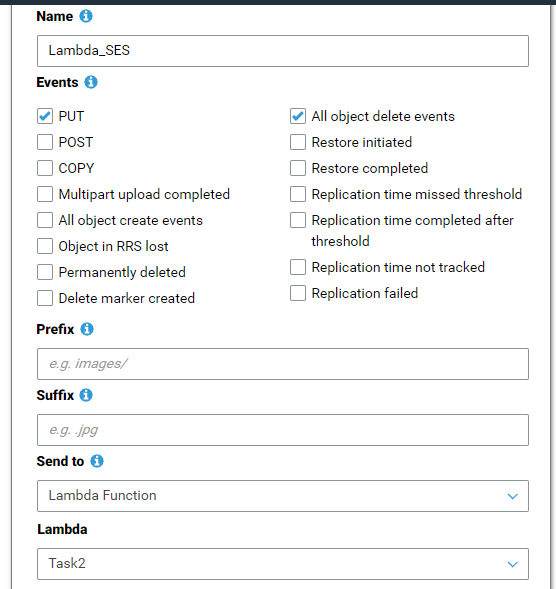 Name
Lambda_SES
Events
PUT
POST
COPY
Multipart upload completed
All object create events
Object in RRS lost
Permanently deleted
Delete marker created
All object delete events
Restore initiated
Restore completed
Replication time missed threshold
Replication time completed after
threshold
Replication time not tracked
Replication failed
Prefix
e.g. images/
Suffix
e.g. .jpg
Send to
Lambda Function
Lambda
Task2